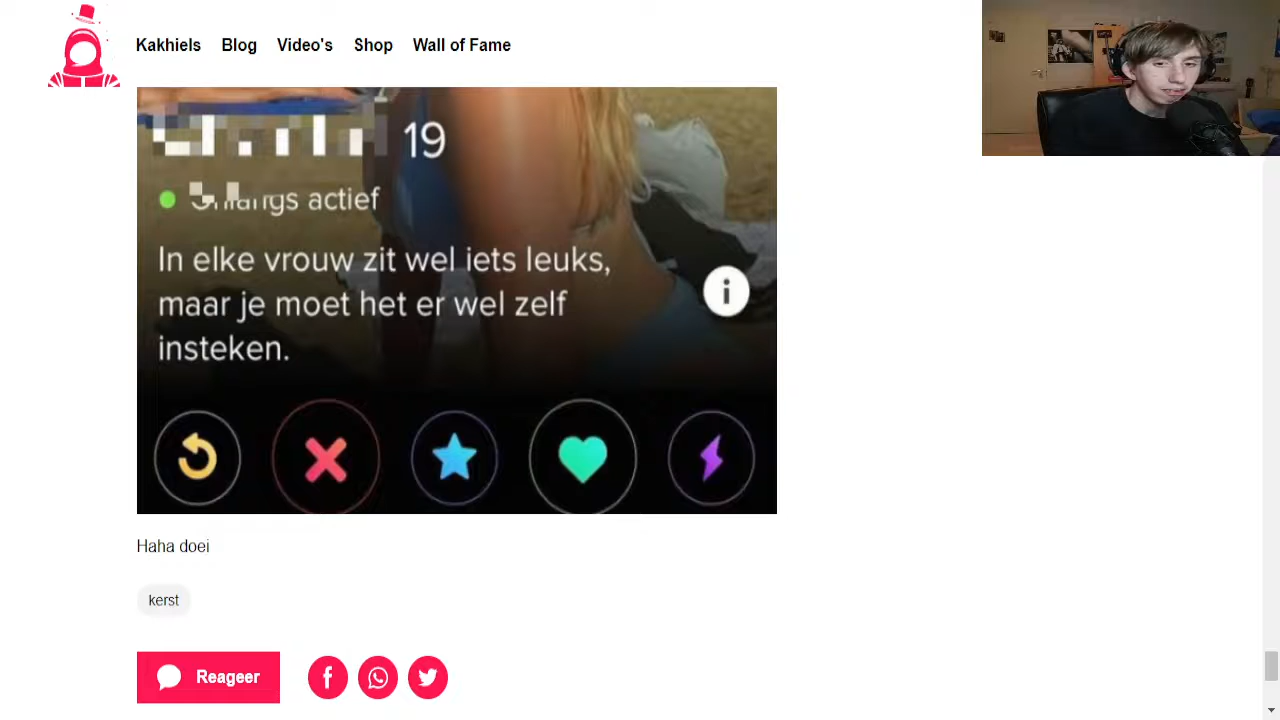 Kakhiels Blog Video's Shop Wall of Fame
19
actief
In elke vrouw zit wel iets leuks,
maar je moet het er wel zelf
insteken.
Haha doei
kerst
Reageer